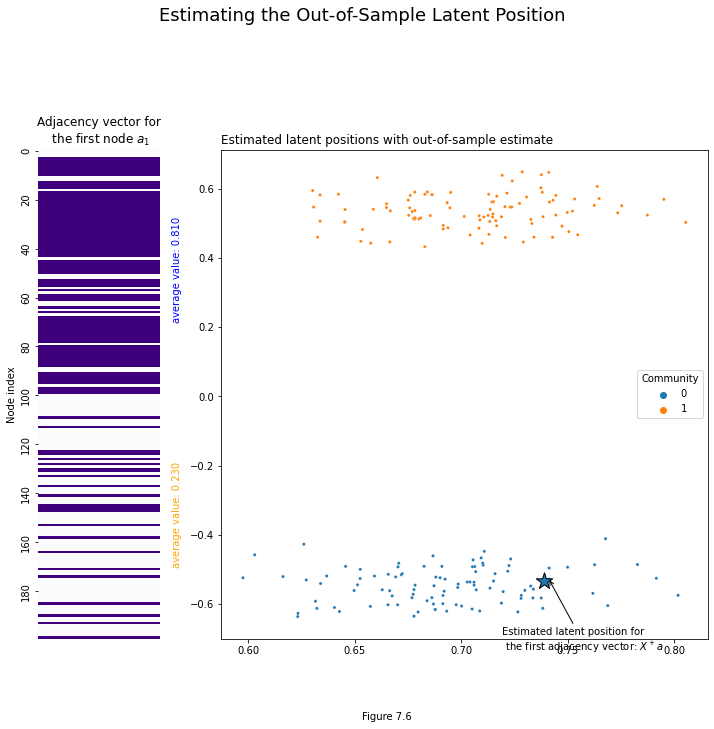 Estimating the Out-of-Sample Latent Position
Adjacency vector for
the first node a₁
Estimated latent positions with out-of-sample estimate
0
20
40
60
80
100
120
140
160
180
Node index
average value: 0.810
average value: 0.230
0.6
0.4
0.2
0.0
−0.2
−0.4
−0.6
Community
0
1
Estimated latent position for
the first adjacency vector: X⁺a
0.60
0.65
0.70
0.75
0.80
Figure 7.6